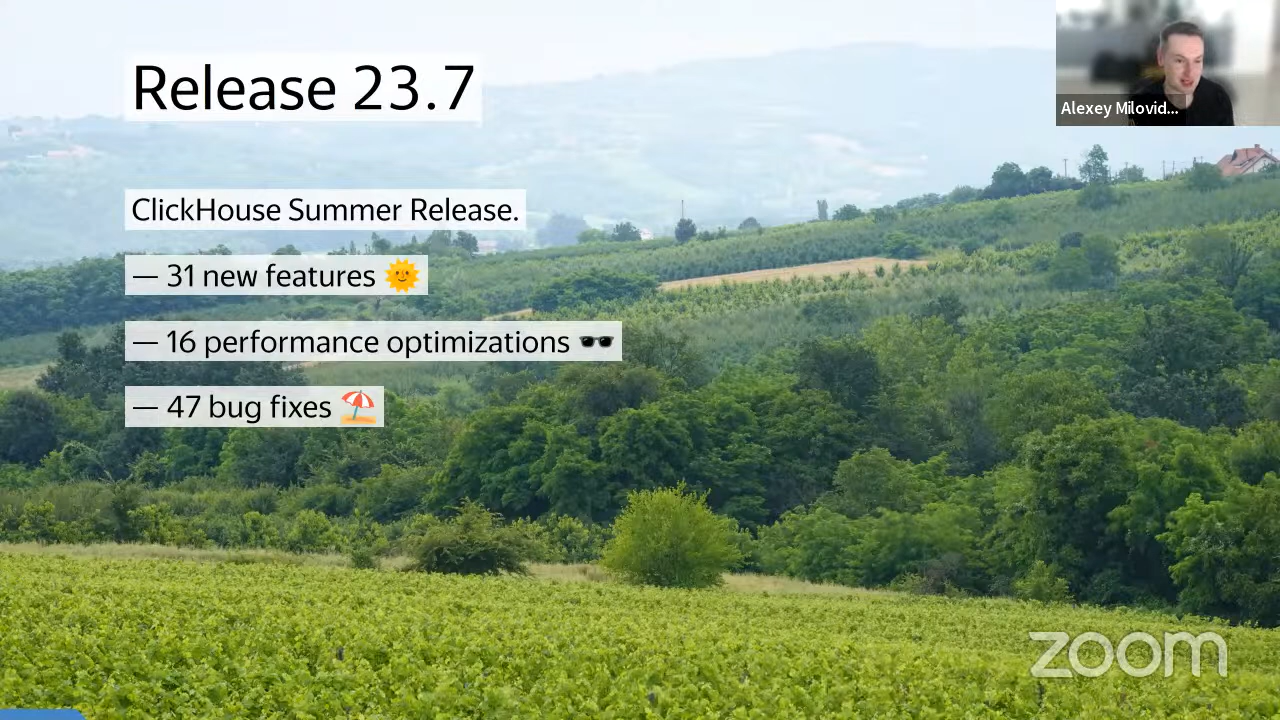 Release 23.7
ClickHouse Summer Release.
— 31 new features 🌞
— 16 performance optimizations 🕶️
— 47 bug fixes ⛱️
Alexey Milovid...
zoom